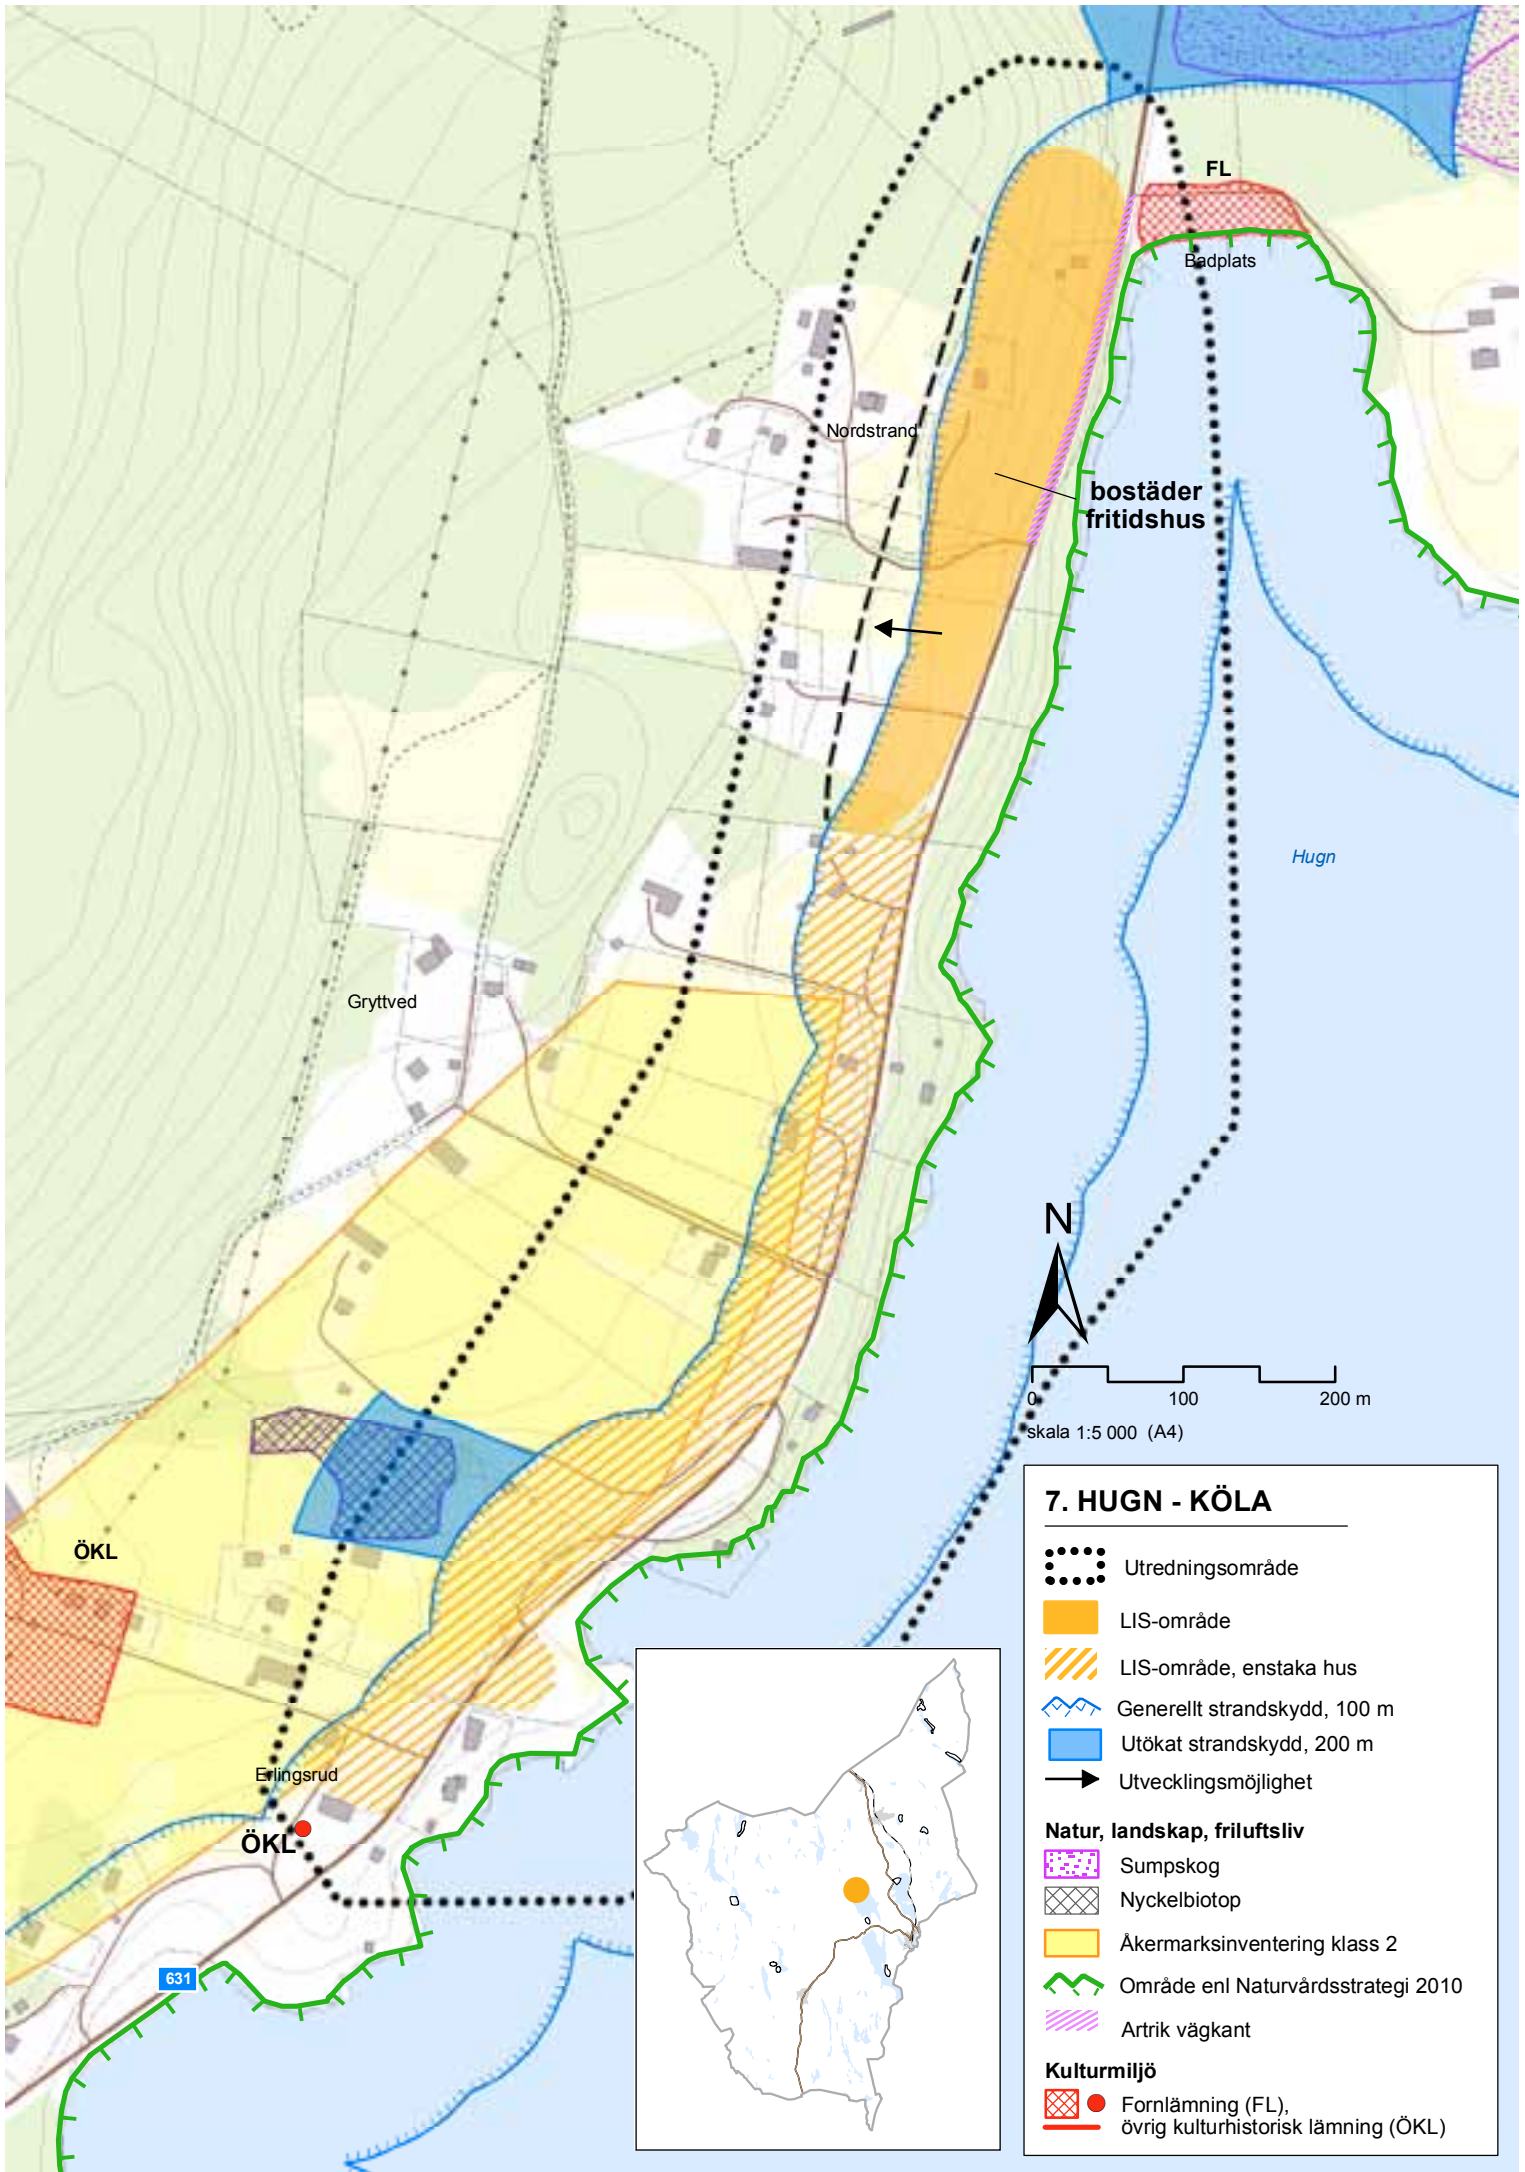 FL
Badplats
Nordstrand
bostäder
fritidshus
Hugn
Gryttved
N
0 100 200 m
skala 1:5 000 (A4)
ÖKL
Erlingsrud
ÖKL
631
7. HUGN - KÖLA
Utredningsområde
LIS-område
LIS-område, enstaka hus
Generellt strandskydd, 100 m
Utökat strandskydd, 200 m
Utvecklingsmöjlighet
Natur, landskap, friluftsliv
Sumpskog
Nyckelbiotop
Åkermarksinventering klass 2
Område enl Naturvårdsstrategi 2010
Artrik vägkant
Kulturmiljö
Fornlämning (FL),
övrig kulturhistorisk lämning (ÖKL)